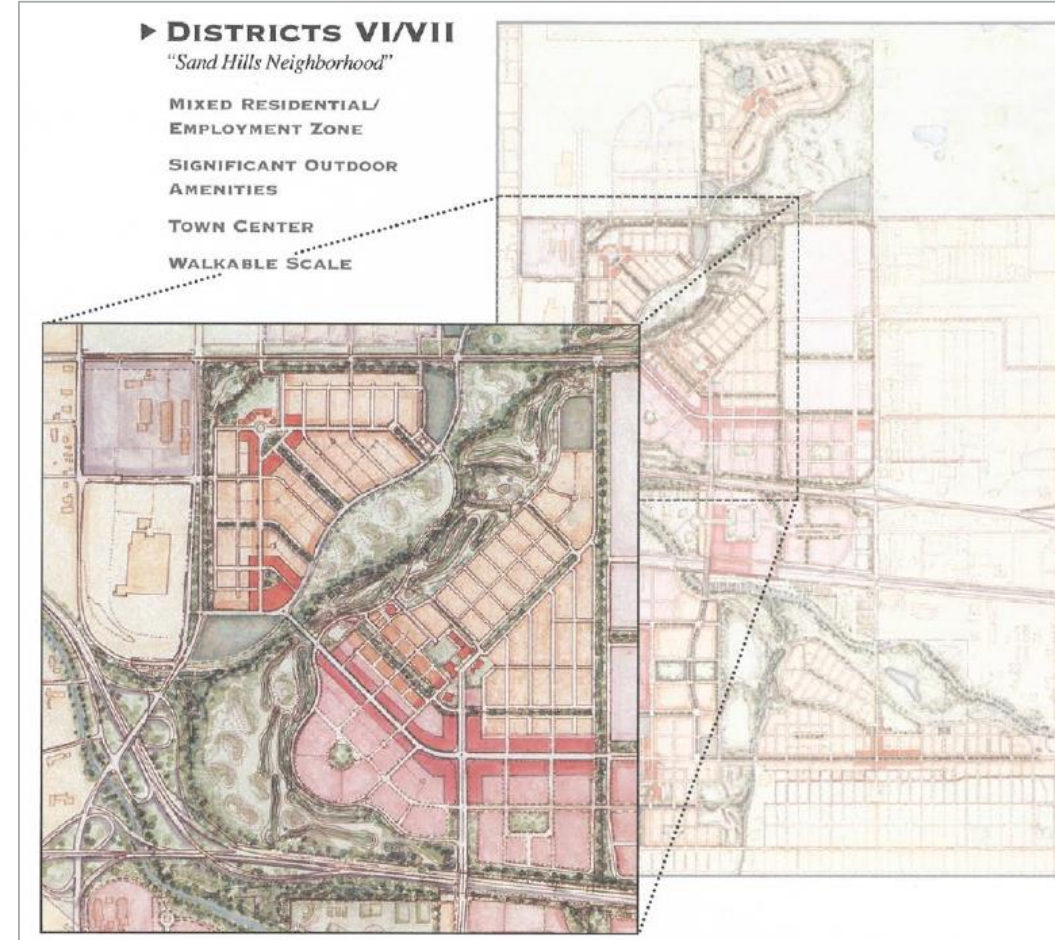 ▶ DISTRICTS VI/VII
"Sand Hills Neighborhood"
MIXED RESIDENTIAL/
EMPLOYMENT ZONE
SIGNIFICANT OUTDOOR
AMENITIES
TOWN CENTER
WALKABLE SCALE